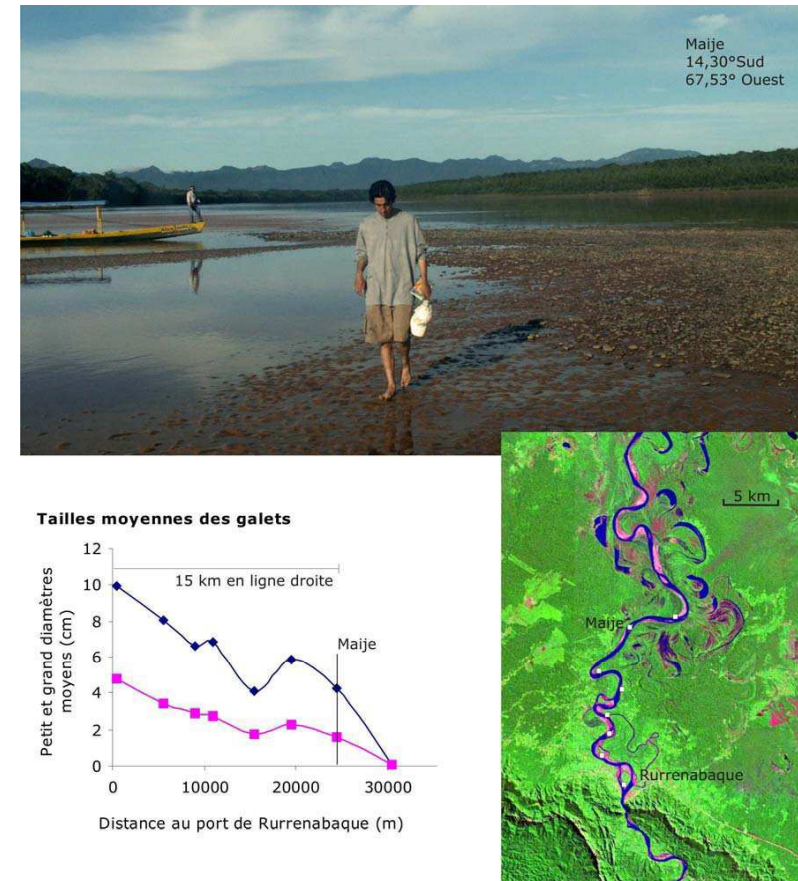 Maije
14,30°Sud
67,53° Ouest
Tailles moyennes des galets
Petit et grand diamètres
moyens (cm)
12
10
8
6
4
2
0
15 km en ligne droite
Maije
0
10000
20000
30000
Distance au port de Rurrenabaque (m)
5 km
Maije
Rurrenabaque